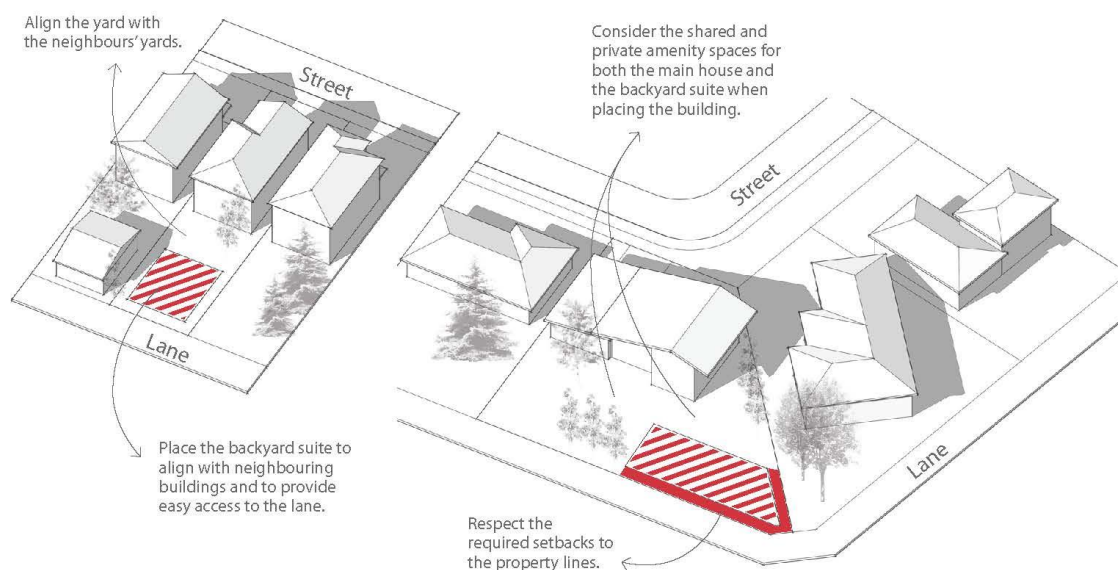 Align the yard with
the neighbours’ yards.
Street
Lane
Place the backyard suite to
align with neighbouring
buildings and to provide
easy access to the lane.
Consider the shared and
private amenity spaces for
both the main house and
the backyard suite when
placing the building.
Street
Lane
Respect the
required setbacks to
the property lines.